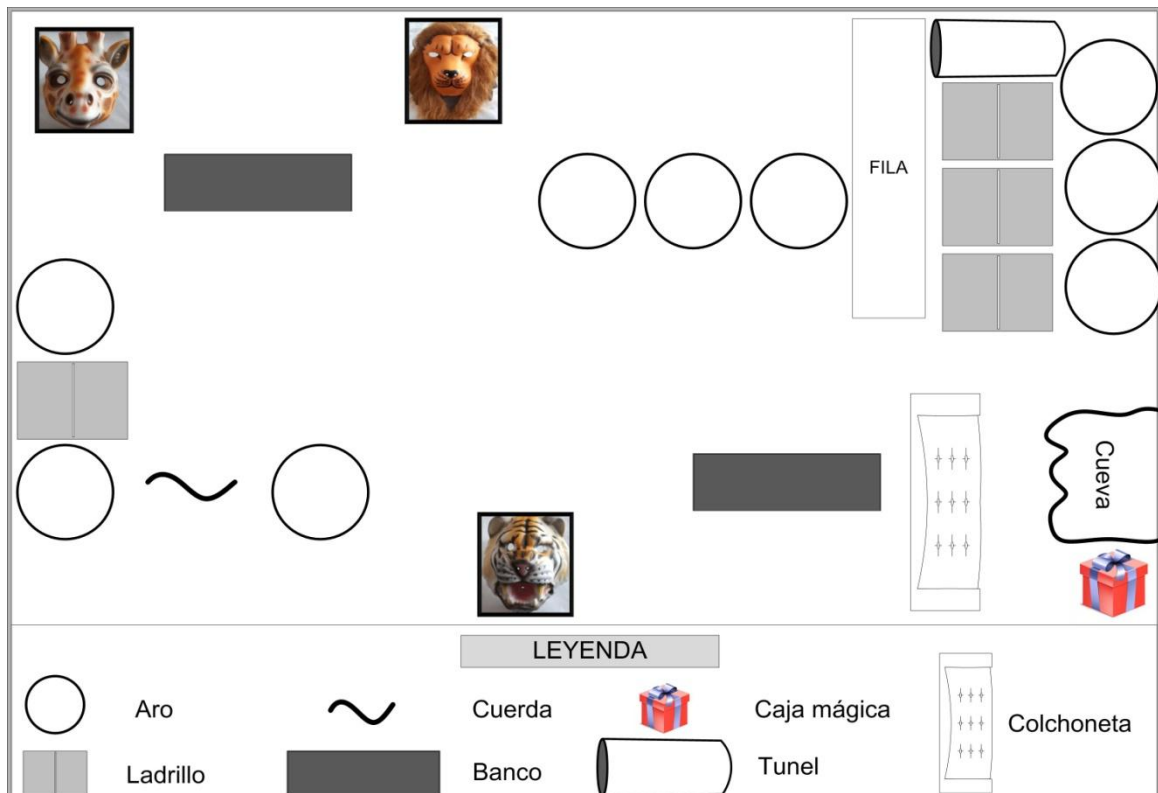 FILA
Cueva
LEYENDA
Aro
Cuerda
Caja mágica
Colchoneta
Ladrillo
Banco
Tunel